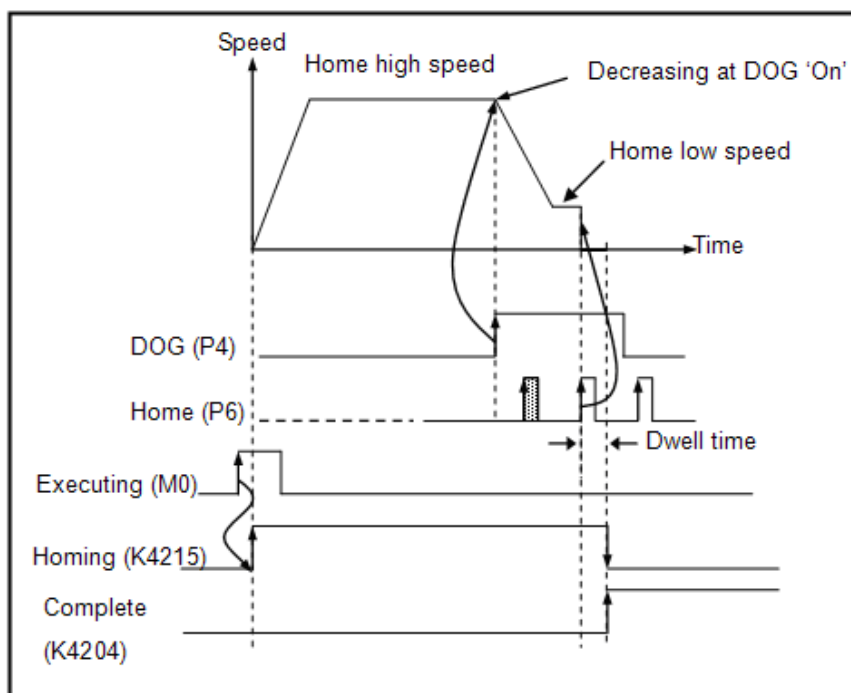 Speed
Home high speed
Decreasing at DOG ‘On’
Home low speed
Time
DOG (P4)
Home (P6)
Dwell time
Executing (M0)
Homing (K4215)
Complete
(K4204)